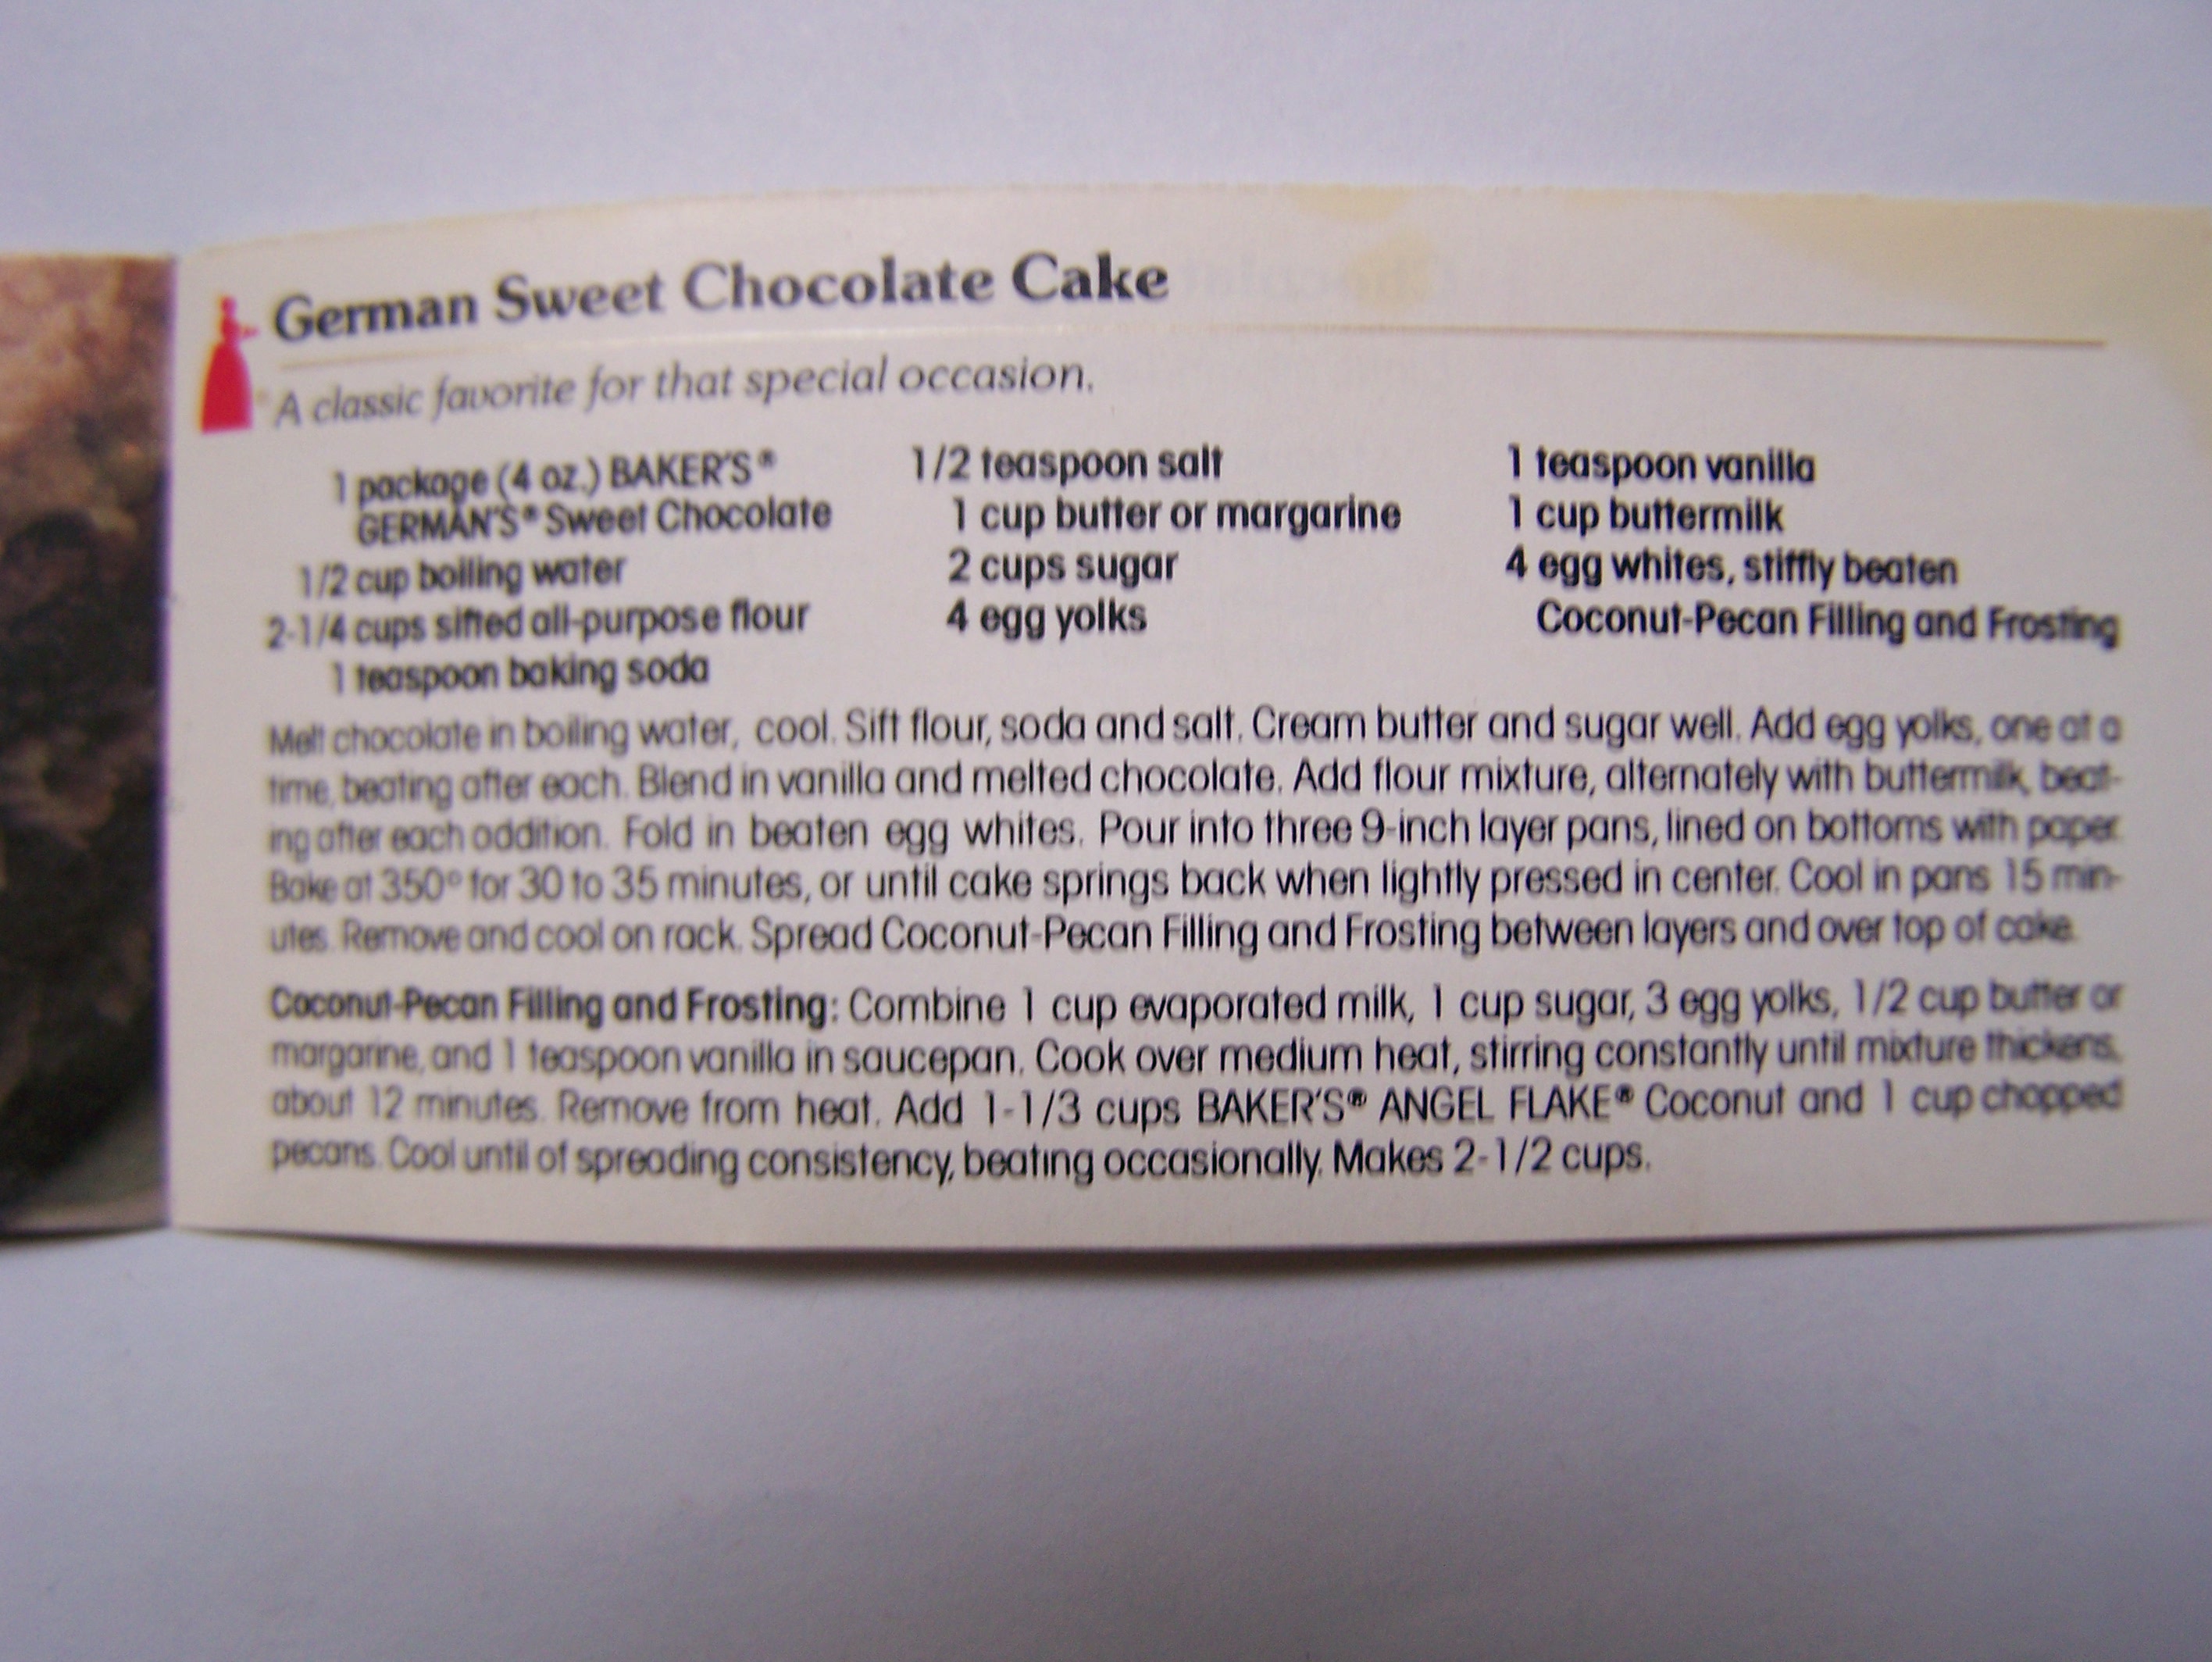 German Sweet Chocolate Cake
A classic favorite for that special occasion.
1 package (4 oz.) BAKER'S®
GERMAN'S® Sweet Chocolate
1/2 cup boiling water
2-1/4 cups sifted all-purpose flour
1 teaspoon baking soda
1/2 teaspoon salt
1 cup butter or margarine
2 cups sugar
4 egg yolks
1 teaspoon vanilla
1 cup buttermilk
4 egg whites, stiffly beaten
Coconut-Pecan Filling and Frosting
Melt chocolate in boiling water, cool. Sift flour, soda and salt. Cream butter and sugar well. Add egg yolks, one at a
time, beating after each. Blend in vanilla and melted chocolate. Add flour mixture, alternately with buttermilk, beat-
ing after each addition. Fold in beaten egg whites. Pour into three 9-inch layer pans, lined on bottoms with paper.
Bake at 350° for 30 to 35 minutes, or until cake springs back when lightly pressed in center. Cool in pans 15 min-
utes. Remove and cool on rack. Spread Coconut-Pecan Filling and Frosting between layers and over top of cake.
Coconut-Pecan Filling and Frosting: Combine 1 cup evaporated milk, 1 cup sugar, 3 egg yolks, 1/2 cup butter or
margarine, and 1 teaspoon vanilla in saucepan. Cook over medium heat, stirring constantly until mixture thickens,
about 12 minutes. Remove from heat. Add 1-1/3 cups BAKER'S® ANGEL FLAKE® Coconut and 1 cup chopped
pecans. Cool until of spreading consistency, beating occasionally. Makes 2-1/2 cups.